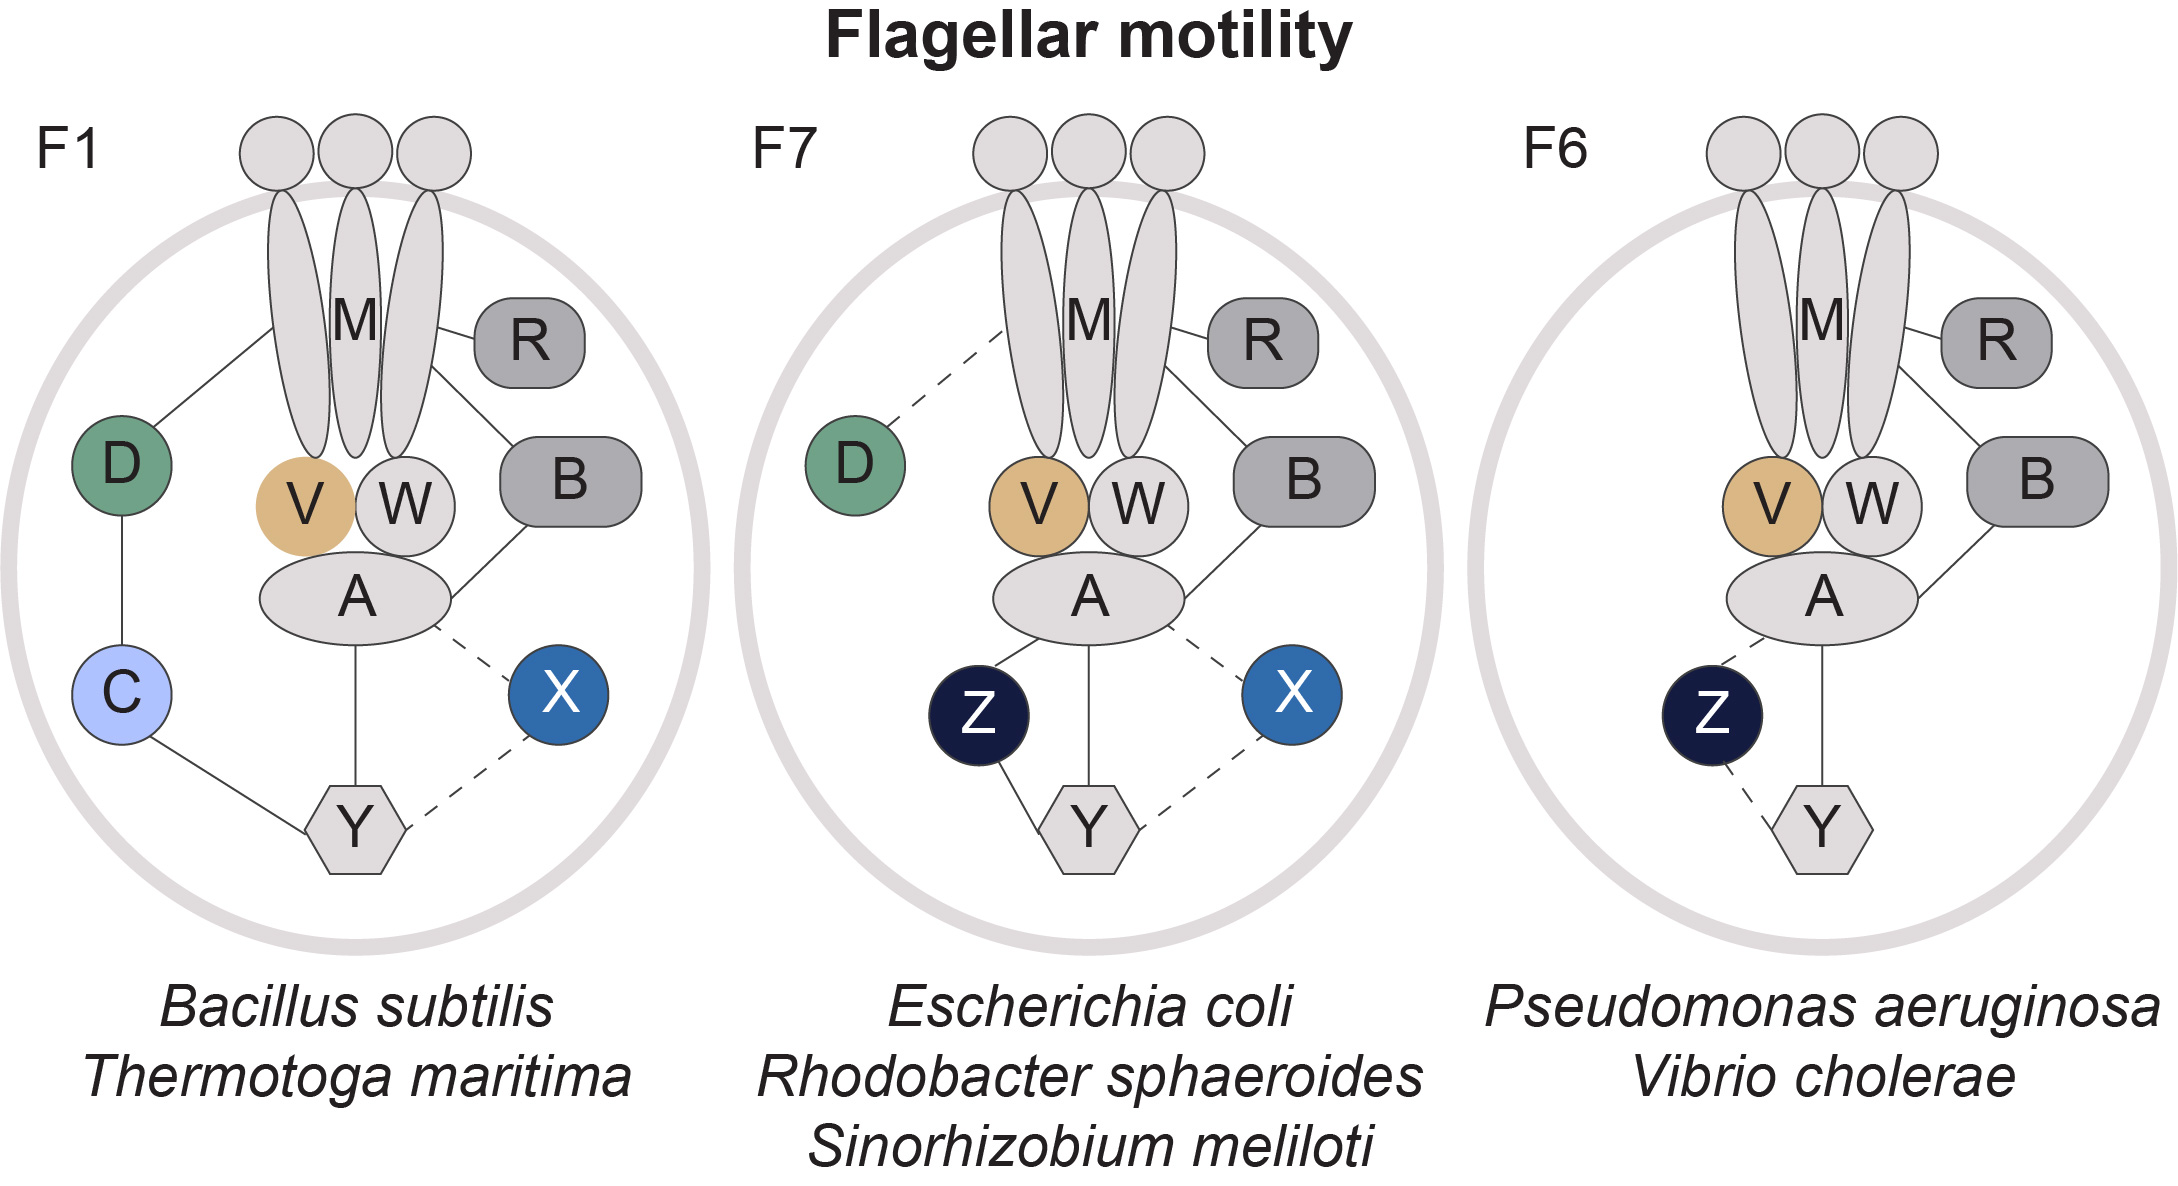 Flagellar motility
F1
M
R
D
B
V
W
A
C
X
Y
Bacillus subtilis
Thermotoga maritima
F7
M
R
D
B
V
W
A
Z
X
Y
Escherichia coli
Rhodobacter sphaeroides
Sinorhizobium meliloti
F6
M
R
B
V
W
A
Z
Y
Pseudomonas aeruginosa
Vibrio cholerae